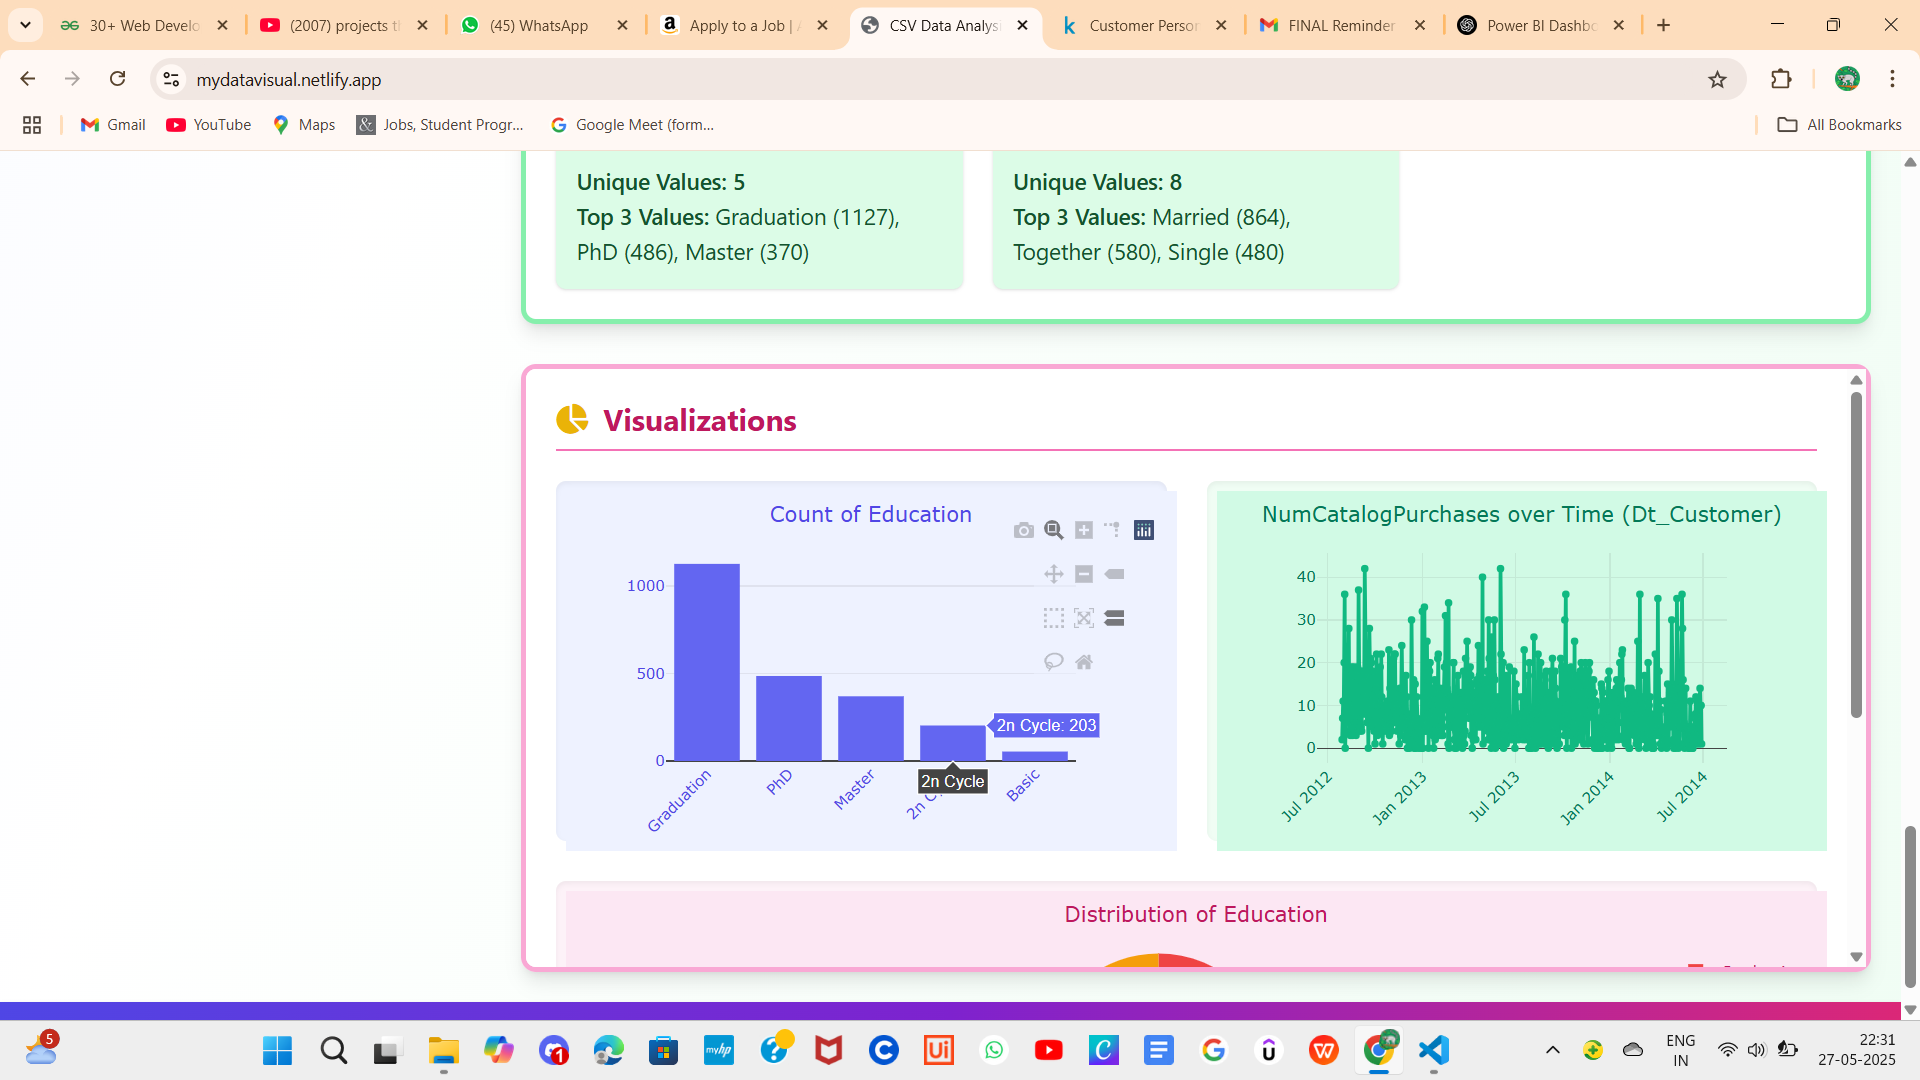 30+ Web Develo
(2007) projects t
(45) WhatsApp
Apply to a Job |
CSV Data Analysi
Customer Person
FINAL Reminder
Power BI Dashbo
mydatavisual.netlify.app
Gmail
YouTube
Maps
Jobs, Student Progr...
Google Meet (form...
All Bookmarks
Unique Values: 5
Top 3 Values: Graduation (1127),
PhD (486), Master (370)
Unique Values: 8
Top 3 Values: Married (864),
Together (580), Single (480)
Visualizations
Count of Education
1000
500
0
2n Cycle: 203
2n Cycle
Graduation
PhD
Master
2n C
Basic
NumCatalogPurchases over Time (Dt_Customer)
40
30
20
10
0
Jul 2012
Jan 2013
Jul 2013
Jan 2014
Jul 2014
Distribution of Education
5
myhp
1
Ui
ENG
IN
22:31
27-05-2025